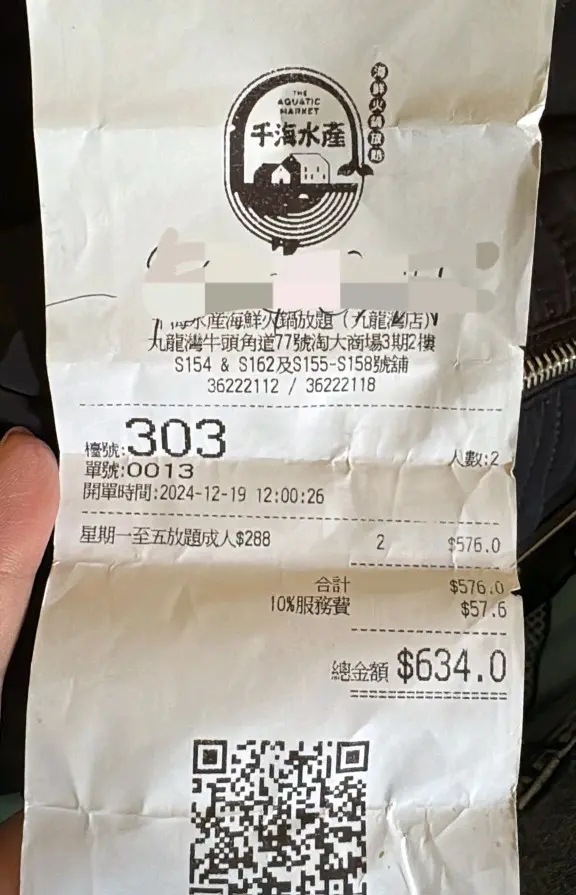 THE
AQUATIC
MARKET
千海水產
海鮮火鍋放題
千海水産海鮮火鍋放題（九龍灣店）
九龍灣牛頭角道77號淘大商場3期2樓
S154 & S162及S155-S158號舖
36222112 / 36222118
檯號:303 人數:2
單號:0013
開單時間:2024-12-19 12:00:26
星期一至五放題成人$288 2 $576.0
合計 $576.0
10%服務費 $57.6
總金額 $634.0